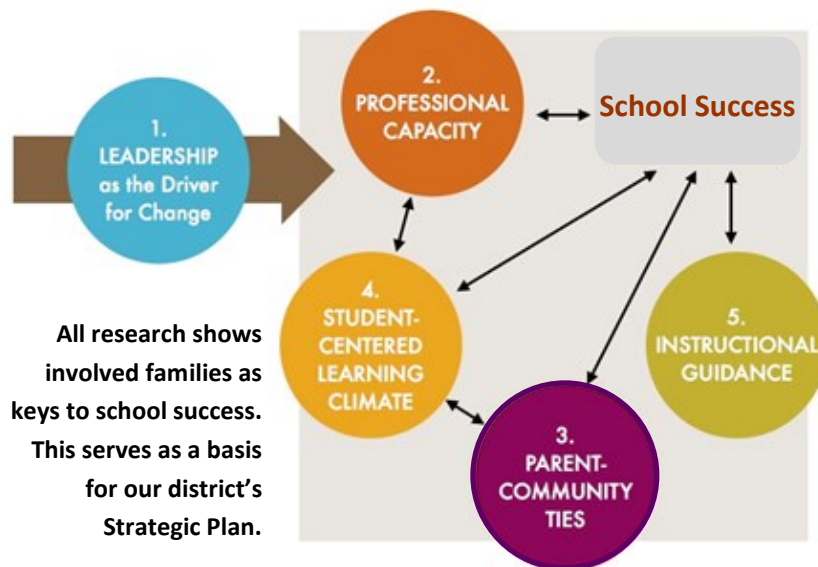 1.
LEADERSHIP
as the Driver
for Change
2.
PROFESSIONAL
CAPACITY
School Success
4.
STUDENT-
CENTERED
LEARNING
CLIMATE
5.
INSTRUCTIONAL
GUIDANCE
3.
PARENT-
COMMUNITY
TIES
All research shows
involved families as
keys to school success.
This serves as a basis
for our district’s
Strategic Plan.